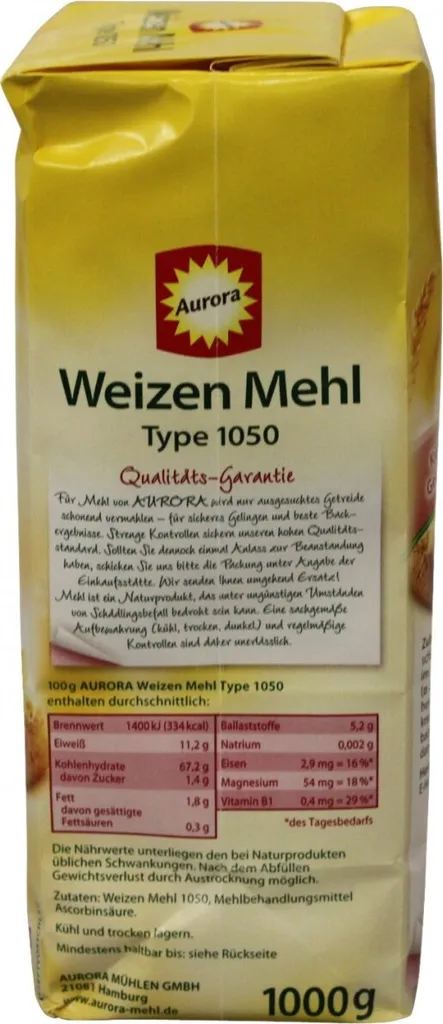 Weizen Mehl
Aurora
Weizen Mehl
Type 1050
Qualitäts-Garantie
Für Mehl von AURORA wird nur ausgesuchtes Getreide
schonend vermahlen – für sicheres Gelingen und beste Back-
ergebnisse. Strenge Kontrollen sichern unseren hohen Qualitäts-
standard. Sollten Sie dennoch einmal Anlass zur Beanstandung
haben, schicken Sie uns bitte die Packung unter Angabe der
Einkaufsstätte. Wir senden Ihnen umgehend Ersatz!
Mehl ist ein Naturprodukt, das unter ungünstigen Umständen
von Schädlingsbefall bedroht sein kann. Eine sachgemäße
Aufbewahrung (kühl, trocken, dunkel) und regelmäßige
Kontrollen sind daher unerlässlich.
100g AURORA Weizen Mehl Type 1050
enthalten durchschnittlich:
Brennwert 1400 kJ (334 kcal)
Eiweiß 11,2 g
Kohlenhydrate 67,2 g
davon Zucker 1,4 g
Fett 1,8 g
davon gesättigte
Fettsäuren 0,3 g
Ballaststoffe 5,2 g
Natrium 0,002 g
Eisen 2,9 mg = 16%*
Magnesium 54 mg = 18%*
Vitamin B1 0,4 mg = 29%*
*des Tagesbedarfs
Die Nährwerte unterliegen den bei Naturprodukten
üblichen Schwankungen. Nach dem Abfüllen
Gewichtsverlust durch Austrocknung möglich.
Zutaten: Weizen Mehl 1050, Mehlbehandlungsmittel
Ascorbinsäure.
Kühl und trocken lagern.
Mindestens haltbar bis: siehe Rückseite
AURORA MÜHLEN GMBH
21081 Hamburg
www.aurora-mehl.de
1000g